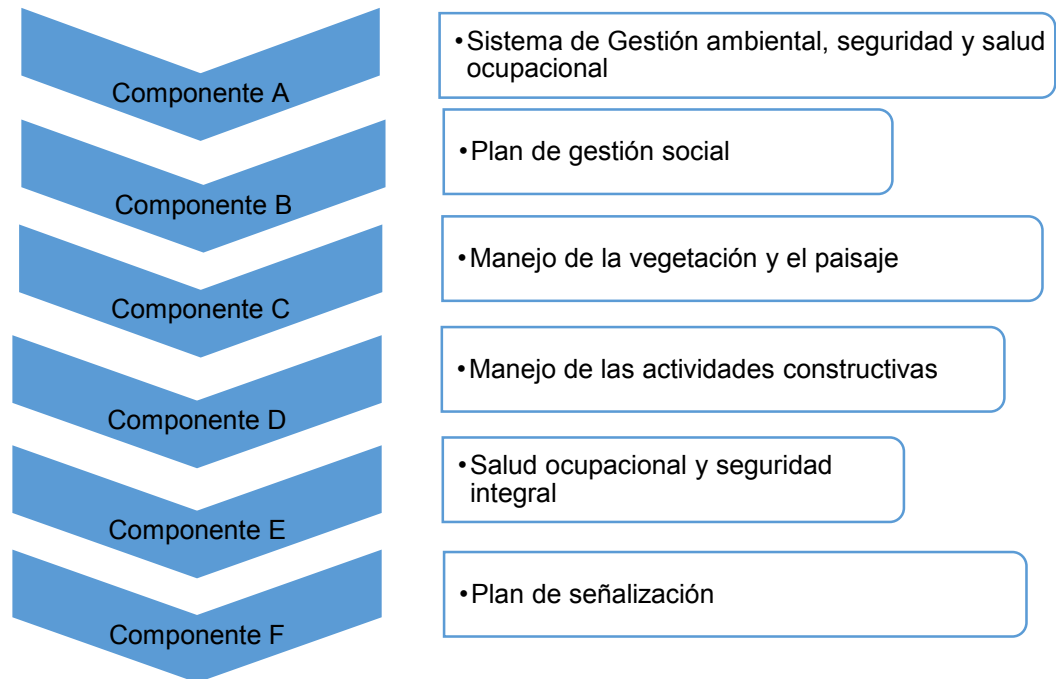 Componente A
•Sistema de Gestión ambiental, seguridad y salud
ocupacional
Componente B
•Plan de gestión social
Componente C
•Manejo de la vegetación y el paisaje
Componente D
•Manejo de las actividades constructivas
Componente E
•Salud ocupacional y seguridad
integral
Componente F
•Plan de señalización